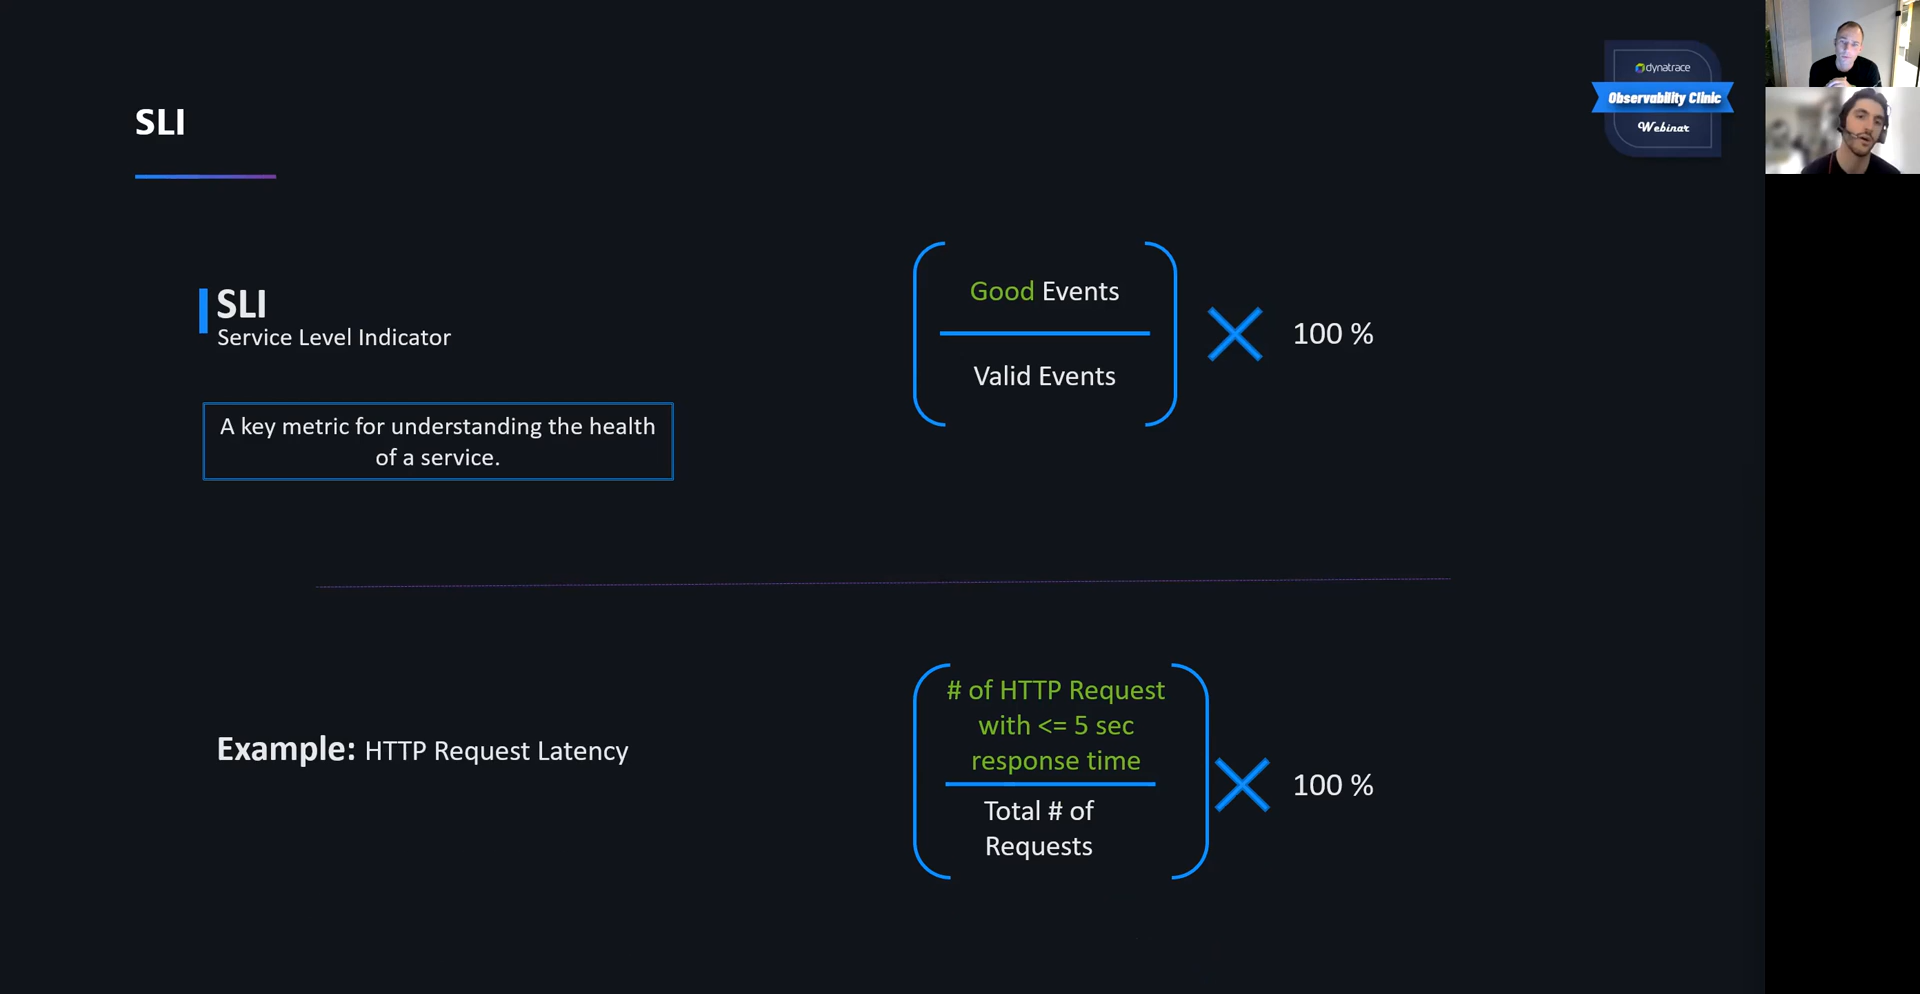 SLI
dynatrace
Observability Clinic
Webinar
SLI
Service Level Indicator
A key metric for understanding the health
of a service.
Good Events
Valid Events
100 %
Example: HTTP Request Latency
# of HTTP Request
with <= 5 sec
response time
Total # of
Requests
100 %